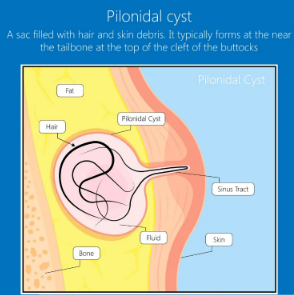 Pilonidal cyst
A sac filled with hair and skin debris. It typically forms at the near
the tailbone at the top of the cleft of the buttocks
Pilonidal Cyst
Fat
Pilonidal Cyst
Hair
Sinus Tract
Fluid
Skin
Bone